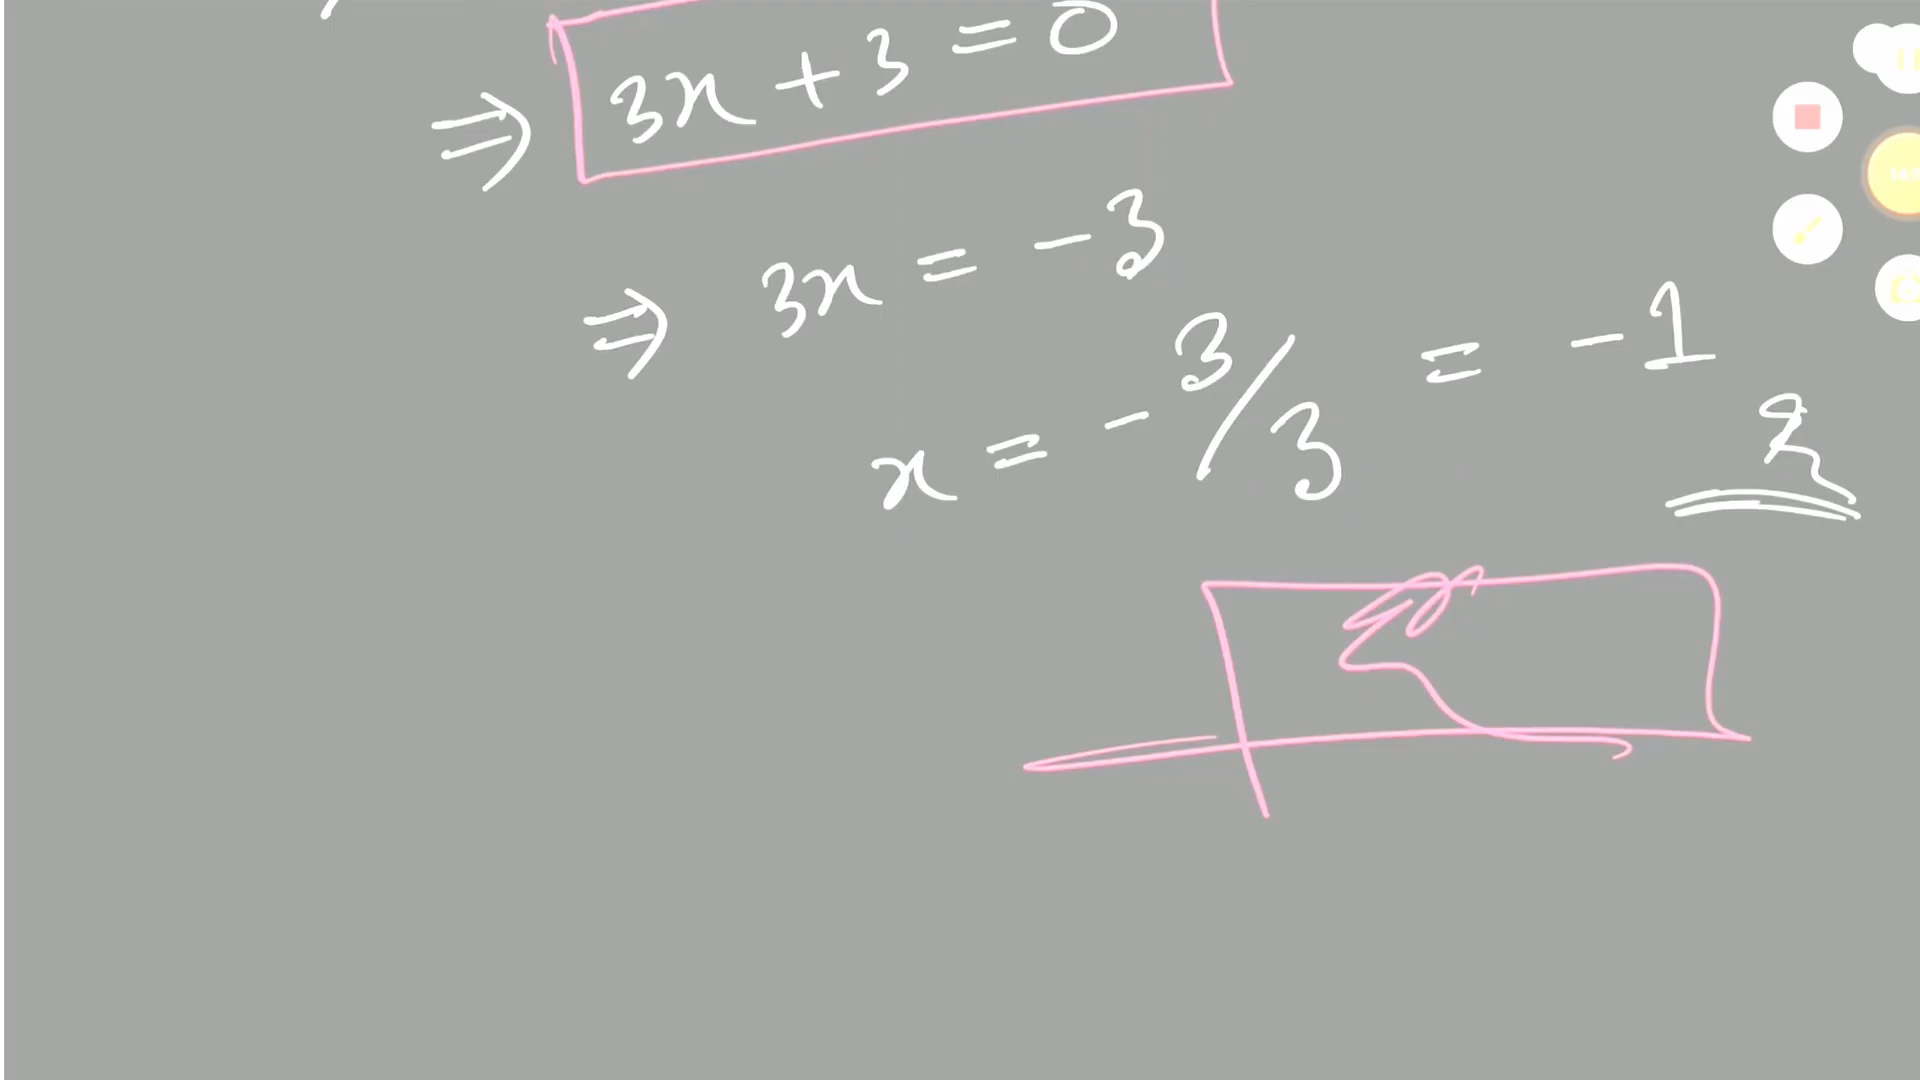 ⇒ 3x + 3 = 0
⇒ 3x = -3
x = -3/3 = -1